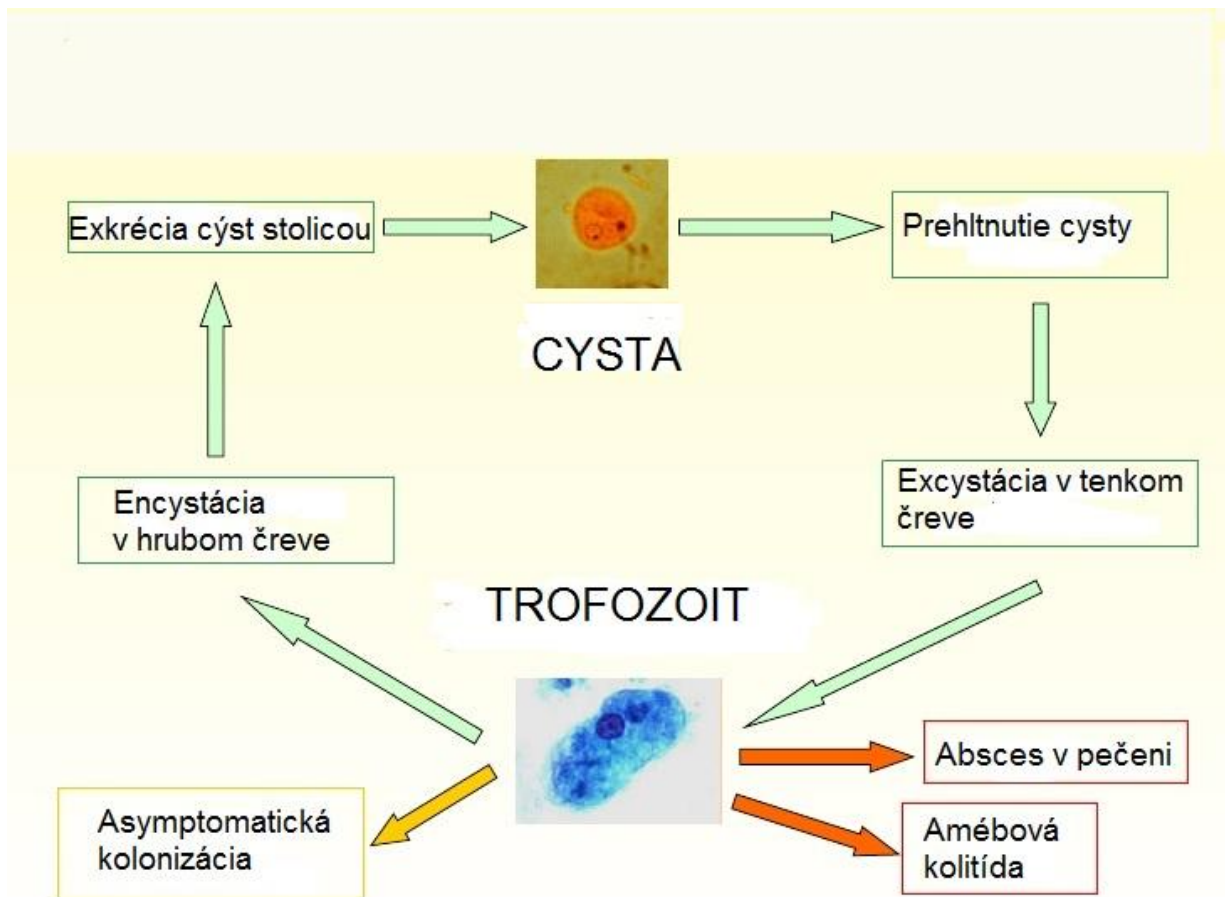 Exkrécia cýst stolicou
Prehltnutie cysty
CYSTA
Encystácia
v hrubom čreve
Excystácia v tenkom
čreve
TROFOZOIT
Absces v pečeni
Asymptomatická
kolonizácia
Amébová
kolitída